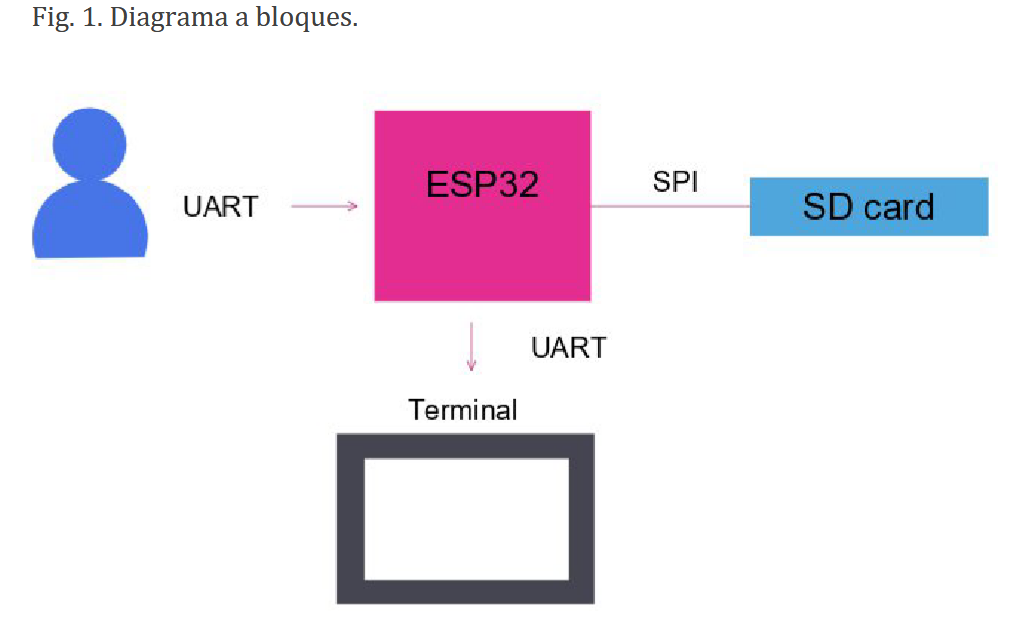 Fig. 1. Diagrama a bloques.
ESP32
SPI
UART
SD card
UART
Terminal